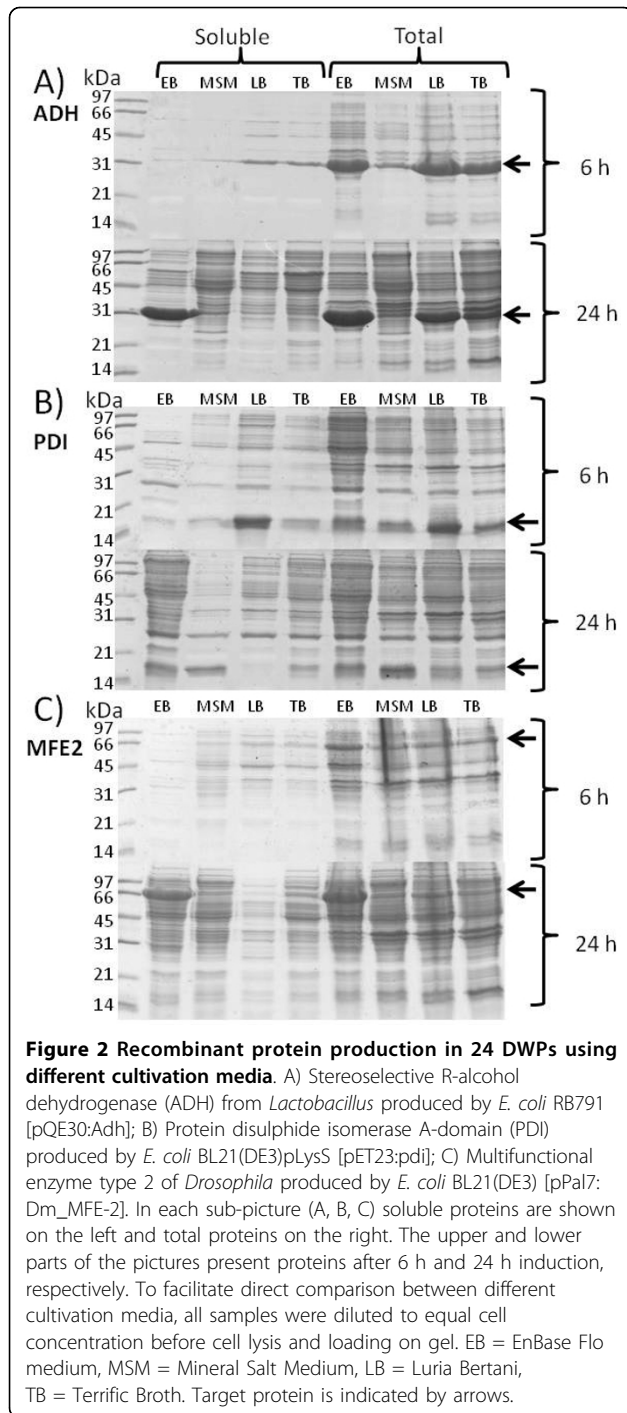 Soluble Total
A) kDa EB MSM LB TB EB MSM LB TB
97
ADH
66
45
31
21
14
6 h
97
66
45
31
21
14
24 h
B) kDa EB MSM LB TB EB MSM LB TB
97
66
PDI
45
31
21
14
6 h
97
66
45
31
21
14
24 h
C) kDa EB MSM LB TB EB MSM LB TB
97
MFE2
66
45
31
21
14
6 h
97
66
45
31
21
14
24 h
Figure 2 Recombinant protein production in 24 DWPs using
different cultivation media. A) Stereoselective R-alcohol
dehydrogenase (ADH) from Lactobacillus produced by E. coli RB791
[pQE30:Adh]; B) Protein disulphide isomerase A-domain (PDI)
produced by E. coli BL21(DE3)pLysS [pET23:pdi]; C) Multifunctional
enzyme type 2 of Drosophila produced by E. coli BL21(DE3) [pPal7:
Dm_MFE-2]. In each sub-picture (A, B, C) soluble proteins are shown
on the left and total proteins on the right. The upper and lower
parts of the pictures present proteins after 6 h and 24 h induction,
respectively. To facilitate direct comparison between different
cultivation media, all samples were diluted to equal cell
concentration before cell lysis and loading on gel. EB = EnBase Flo
medium, MSM = Mineral Salt Medium, LB = Luria Bertani,
TB = Terrific Broth. Target protein is indicated by arrows.